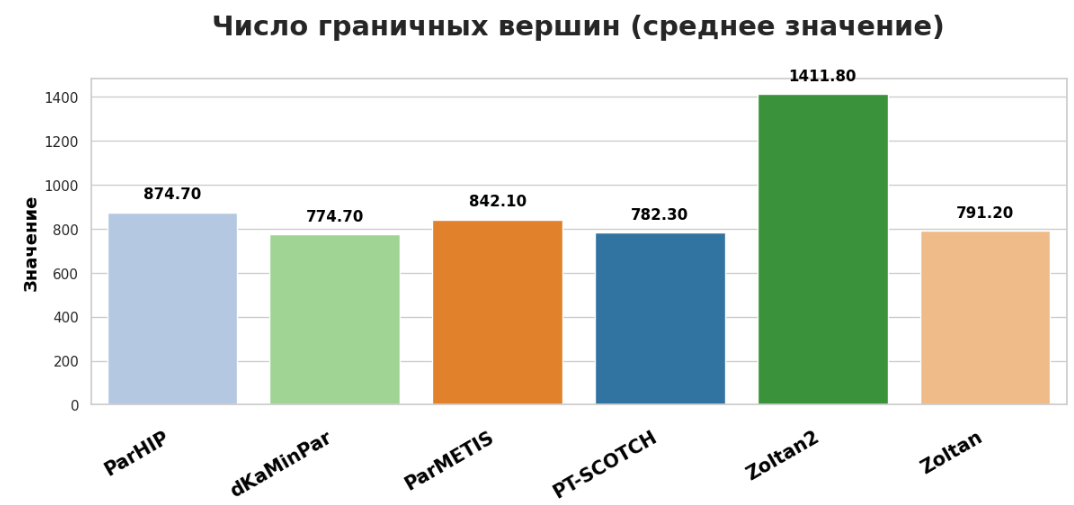 Число граничных вершин (среднее значение)
Значение
1400
1200
1000
800
600
400
200
0
874.70
774.70
842.10
782.30
1411.80
791.20
ParHIP
dKaMinPar
ParMETIS
PT-SCOTCH
Zoltan2
Zoltan